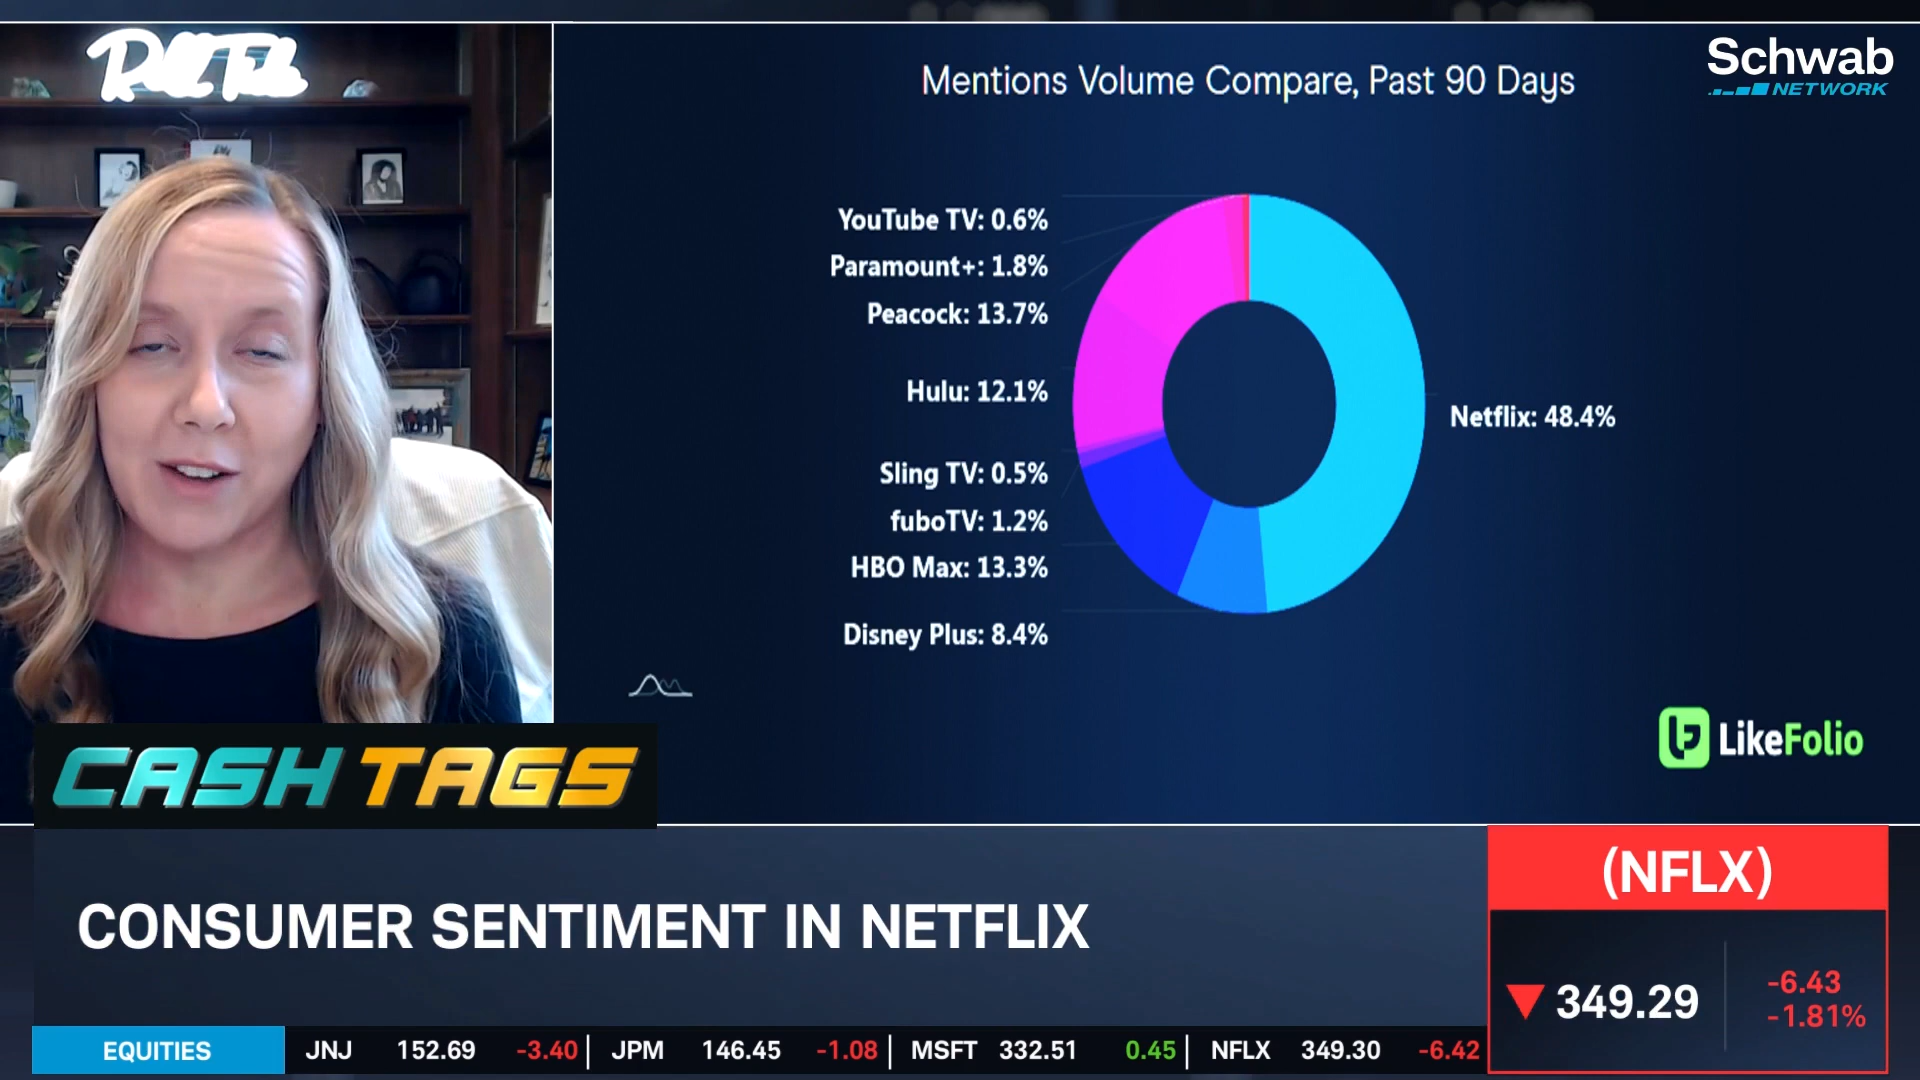 Mentions Volume Compare, Past 90 Days
Schwab
NETWORK
YouTube TV: 0.6%
Paramount+: 1.8%
Peacock: 13.7%
Hulu: 12.1%
Sling TV: 0.5%
fuboTV: 1.2%
HBO Max: 13.3%
Disney Plus: 8.4%
Netflix: 48.4%
LikeFolio
CASH TAGS
CONSUMER SENTIMENT IN NETFLIX
(NFLX)
349.29
-6.43
-1.81%
EQUITIES JNJ 152.69 -3.40 JPM 146.45 -1.08 MSFT 332.51 0.45 NFLX 349.30 -6.42